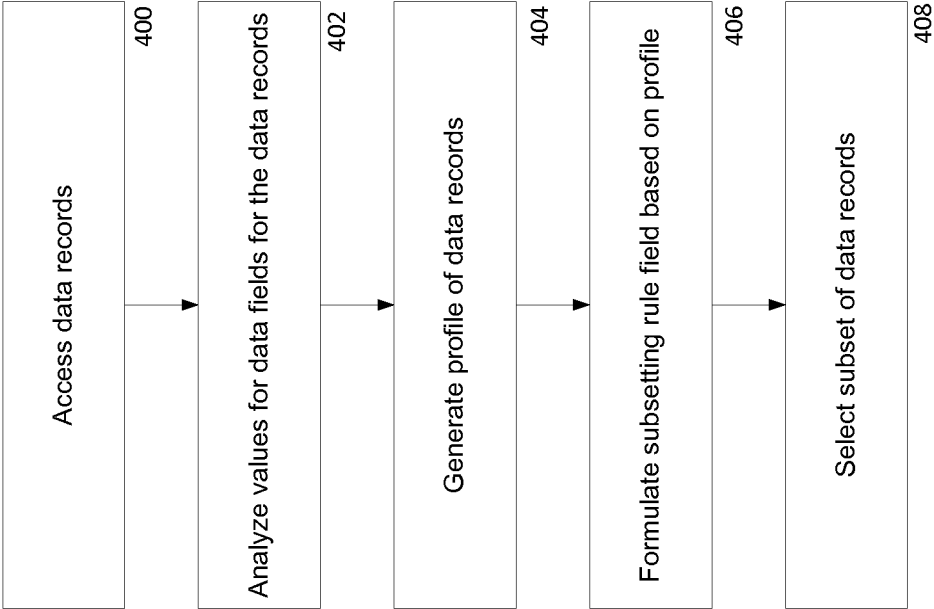 Access data records
400
Analyze values for data fields for the data records
402
Generate profile of data records
404
Formulate subsetting rule field based on profile
406
Select subset of data records
408